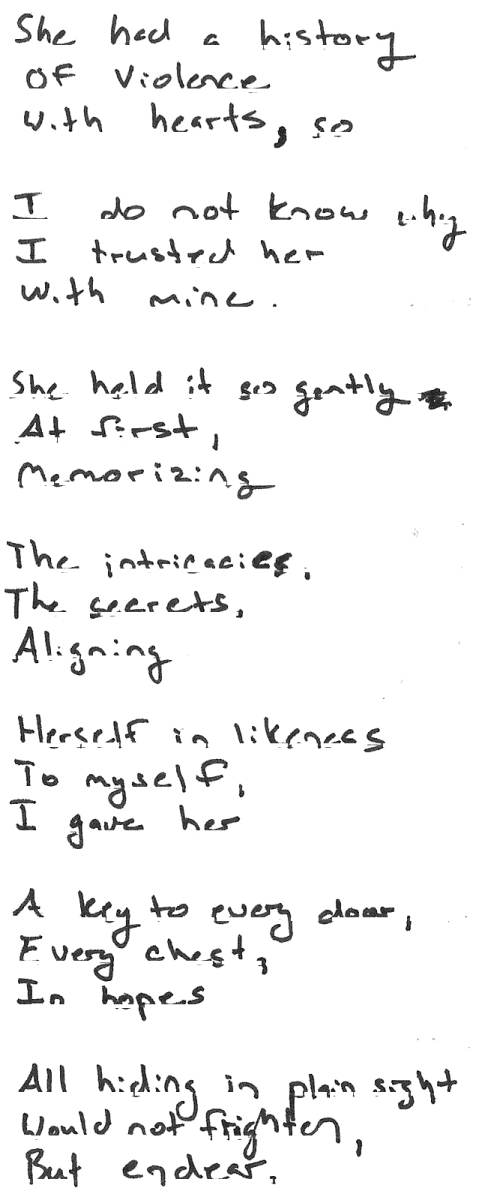 She had a history
OF Violence
With hearts, so
I do not know why
I trusted her
With mine.
She held it so gently
At first,
Memorizing
The intricacies,
The secrets,
Aligning
Herself in likeness
To myself,
I gave her
A key to every door,
Every chest,
In hopes
All hiding in plain sight
Would not frighten,
But endear.